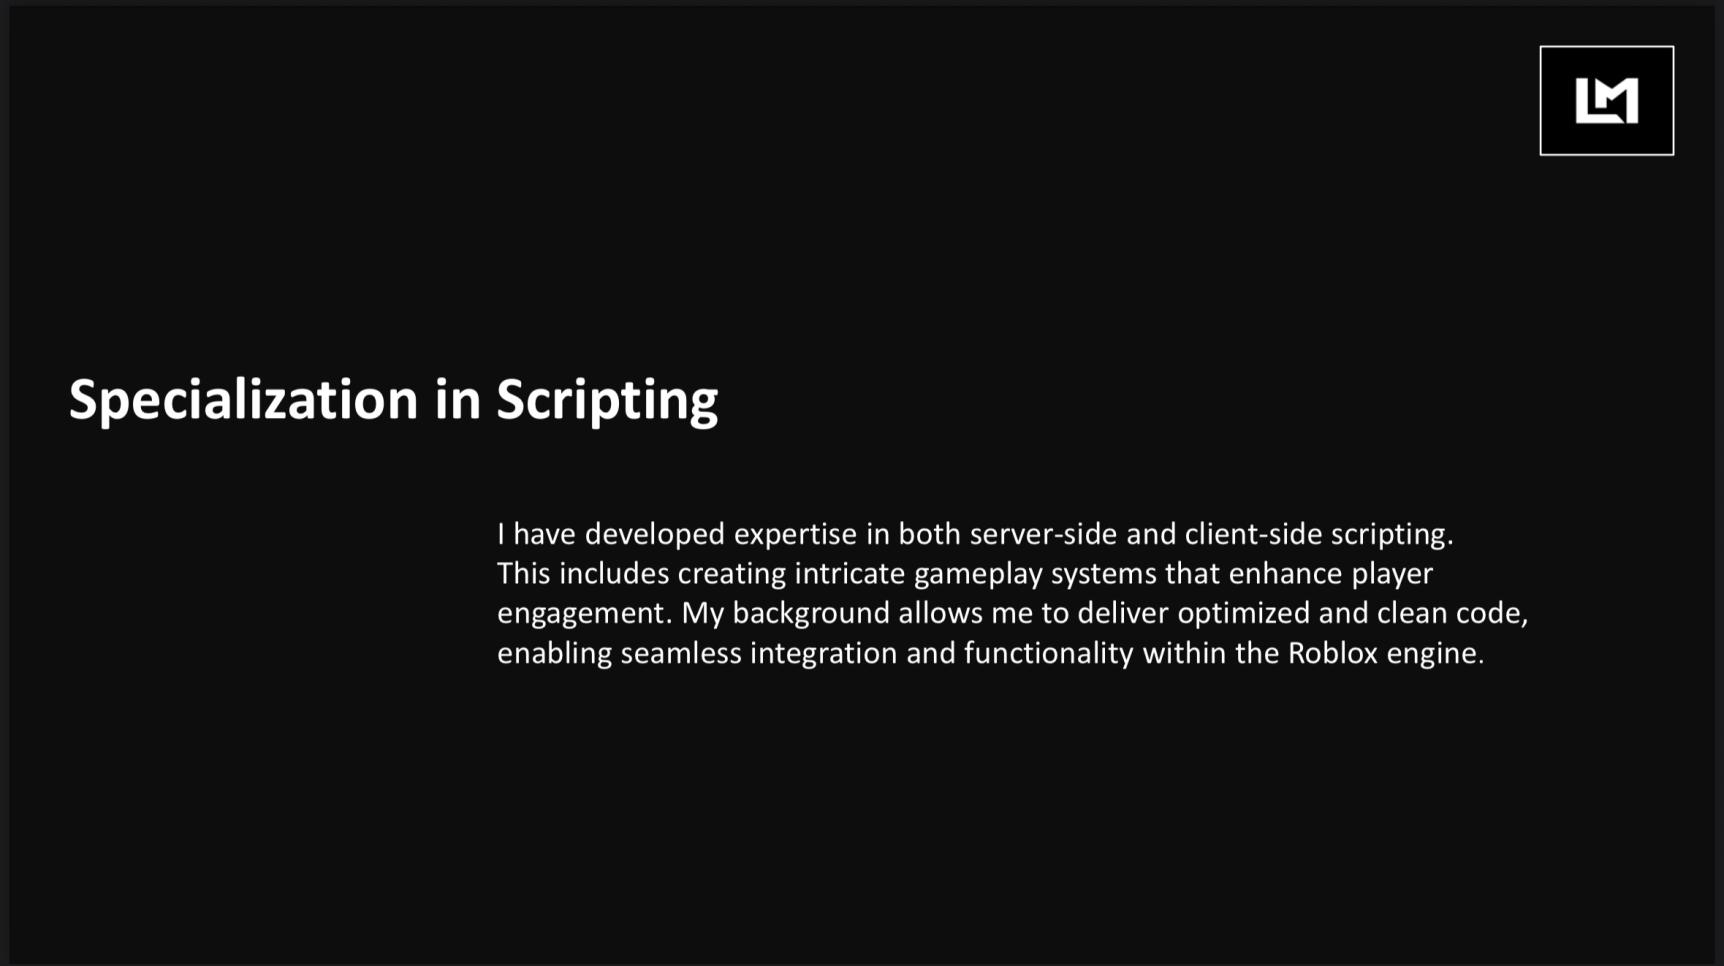 LM
Specialization in Scripting
I have developed expertise in both server-side and client-side scripting.
This includes creating intricate gameplay systems that enhance player
engagement. My background allows me to deliver optimized and clean code,
enabling seamless integration and functionality within the Roblox engine.